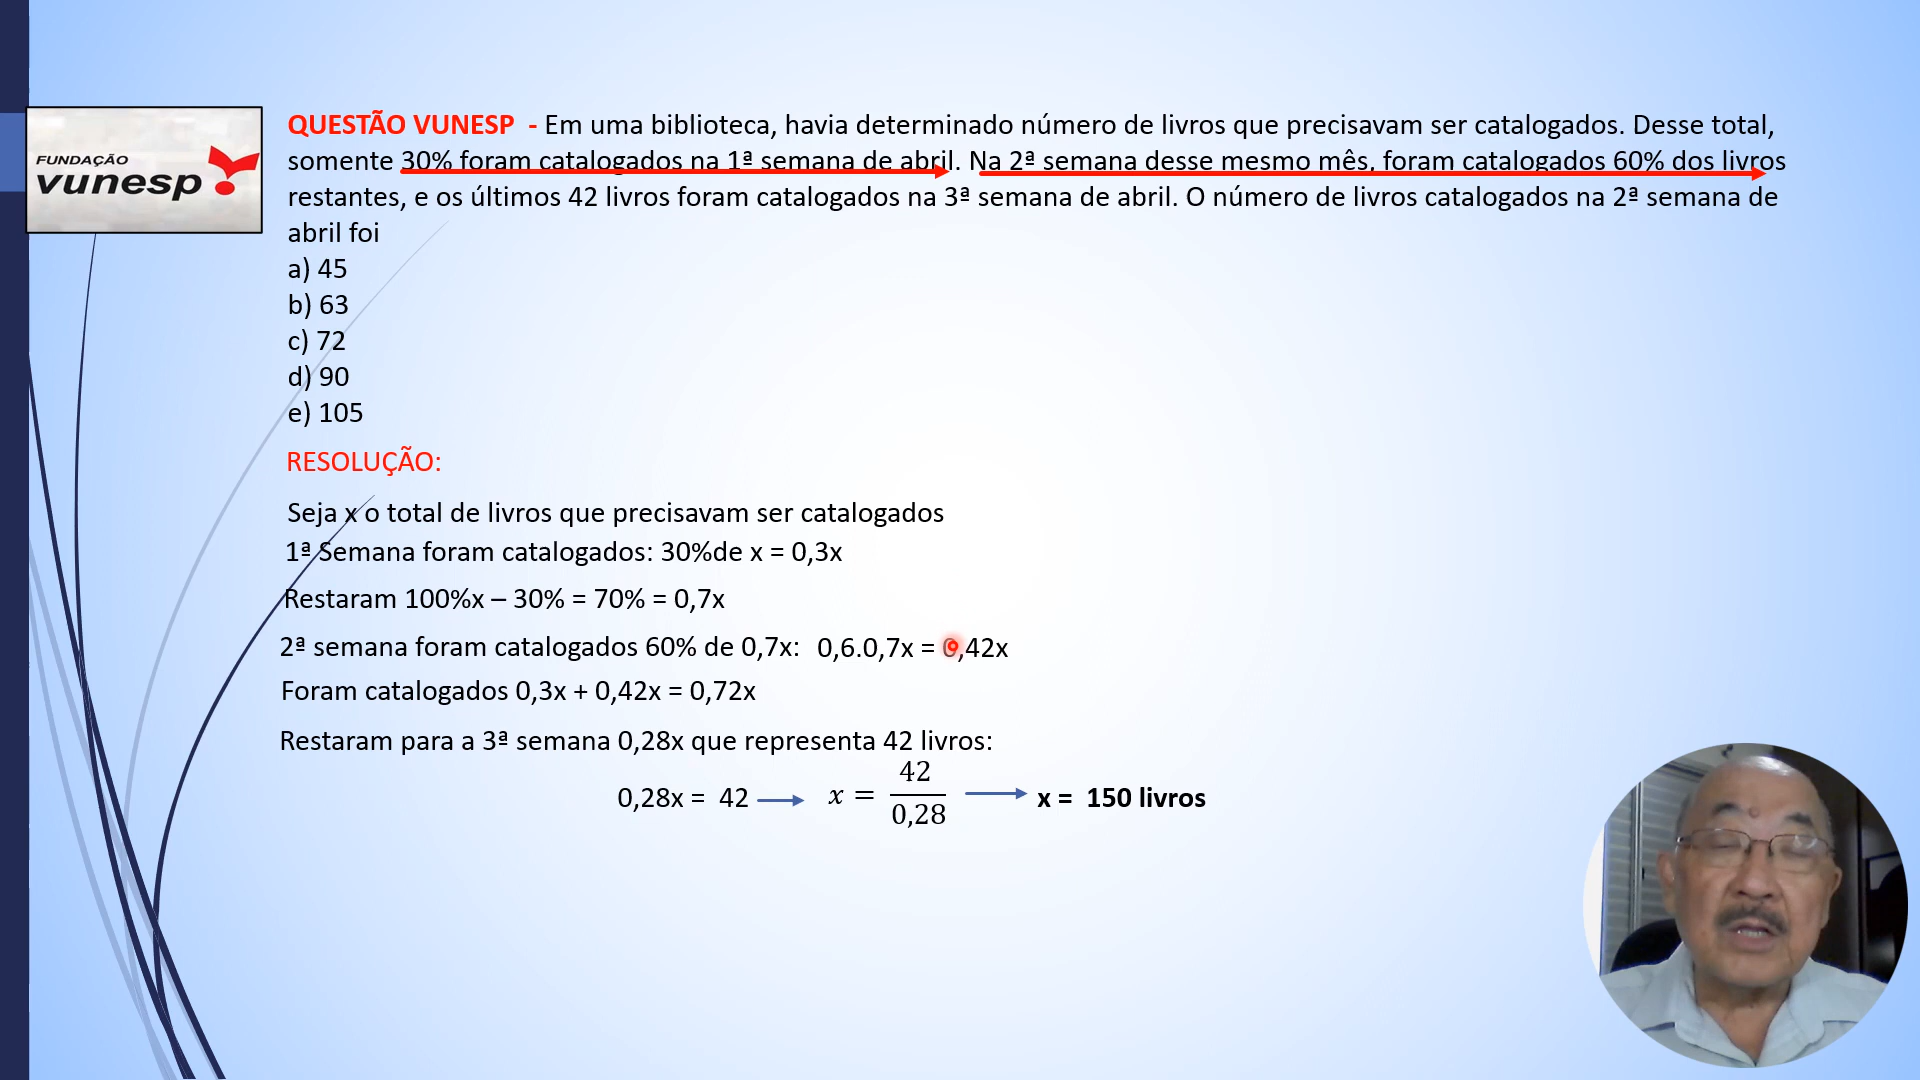 FUNDAÇÃO
vunesp
QUESTÃO VUNESP - Em uma biblioteca, havia determinado número de livros que precisavam ser catalogados. Desse total,
somente 30% foram catalogados na 1ª semana de abril. Na 2ª semana desse mesmo mês, foram catalogados 60% dos livros
restantes, e os últimos 42 livros foram catalogados na 3ª semana de abril. O número de livros catalogados na 2ª semana de
abril foi
a) 45
b) 63
c) 72
d) 90
e) 105
RESOLUÇÃO:
Seja x o total de livros que precisavam ser catalogados
1ª Semana foram catalogados: 30%de x = 0,3x
Restaram 100%x – 30% = 70% = 0,7x
2ª semana foram catalogados 60% de 0,7x: 0,6.0,7x = 0,42x
Foram catalogados 0,3x + 0,42x = 0,72x
Restaram para a 3ª semana 0,28x que representa 42 livros:
0,28x = 42 → x = 42/0,28 → x = 150 livros